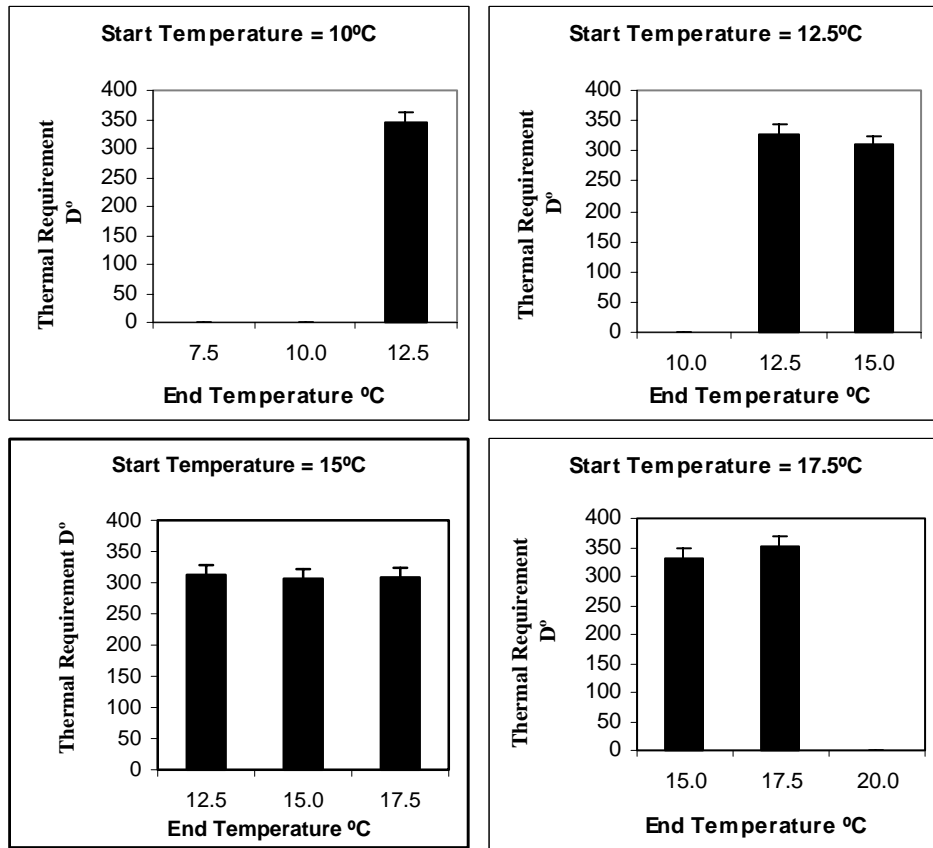 Start Temperature = 10ºC
Thermal Requirement
Dº
400
350
300
250
200
150
100
50
0
7.5 10.0 12.5
End Temperature ºC
Start Temperature = 12.5ºC
Thermal Requirement
Dº
400
350
300
250
200
150
100
50
0
10.0 12.5 15.0
End Temperature ºC
Start Temperature = 15ºC
Thermal Requirement Dº
400
350
300
250
200
150
100
50
0
12.5 15.0 17.5
End Temperature ºC
Start Temperature = 17.5ºC
Thermal Requirement
Dº
400
350
300
250
200
150
100
50
0
15.0 17.5 20.0
End Temperature ºC